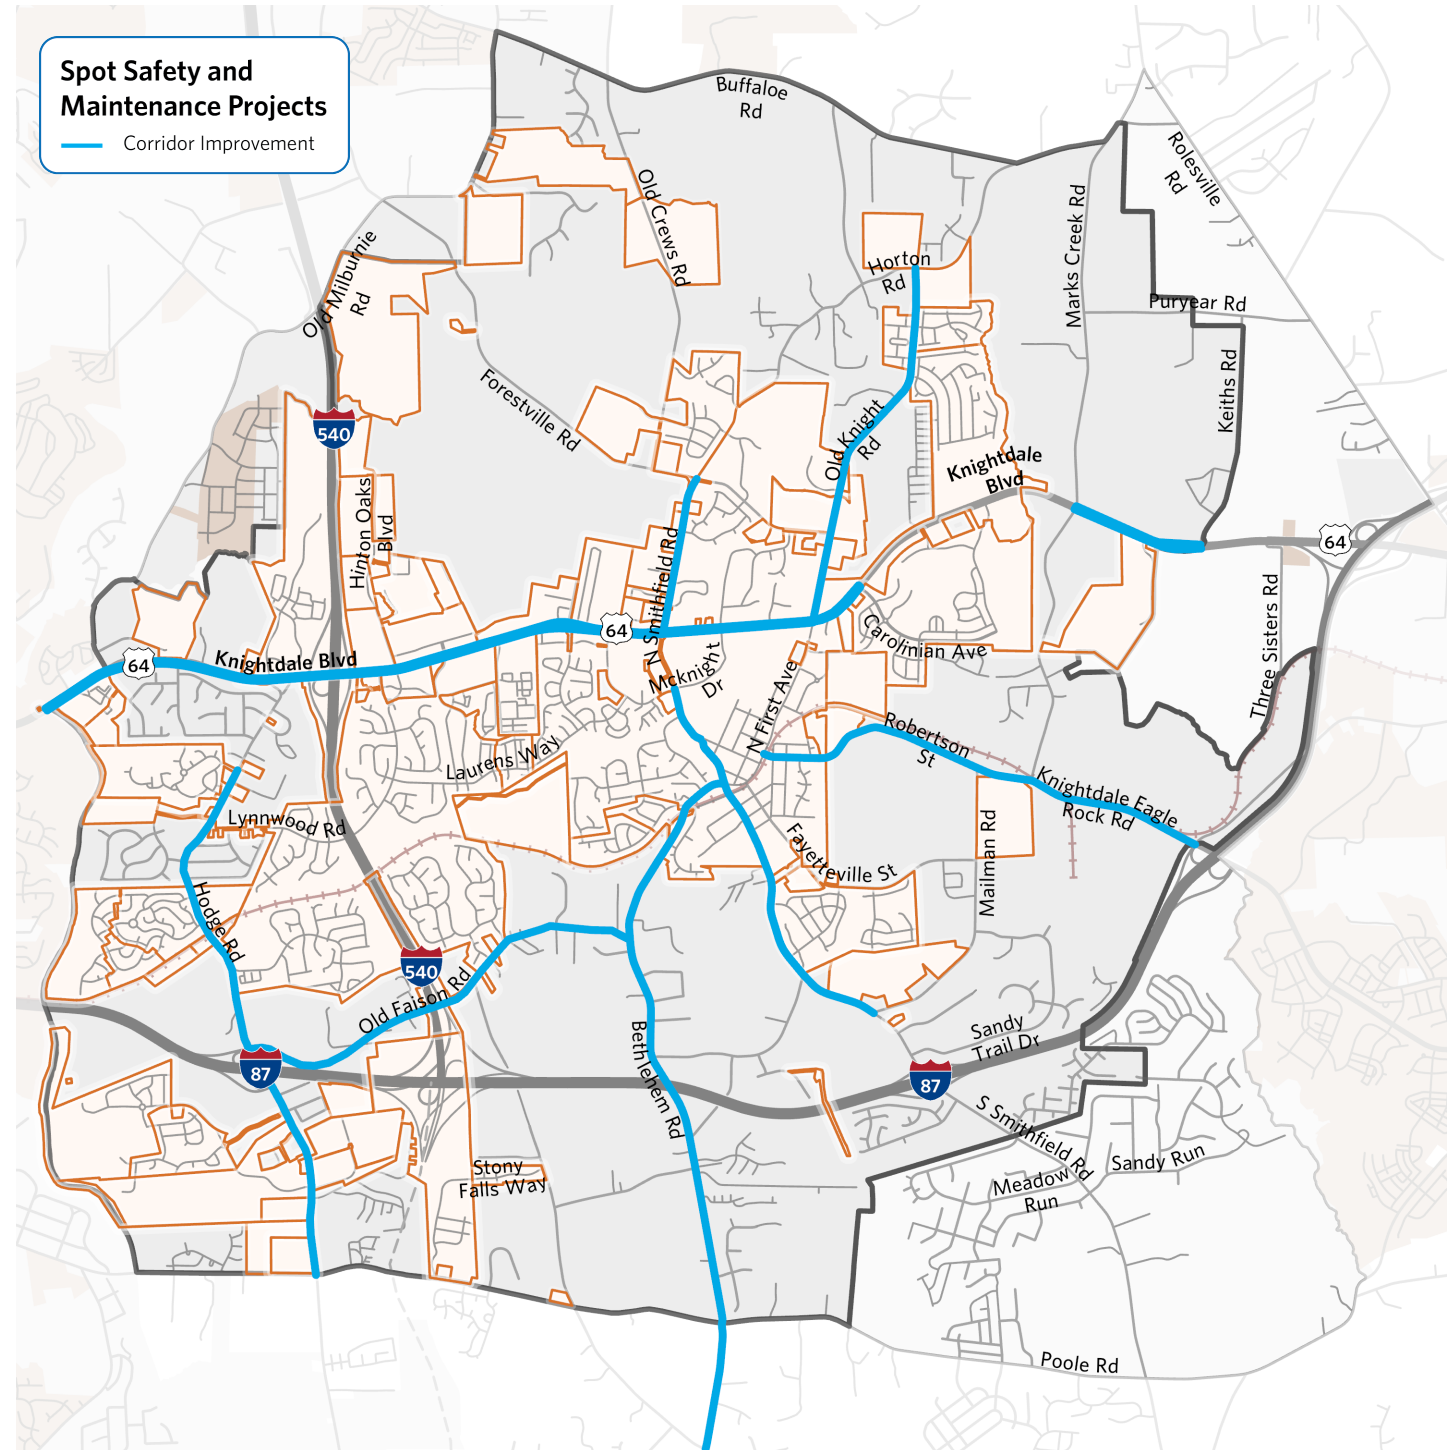 Spot Safety and
Maintenance Projects
Corridor Improvement
Buffaloe
Rd
Rolesville
Rd
Old Crews Rd
Marks Creek Rd
Old Milburnie
Rd
Horton
Rd
Puryear Rd
Keiths Rd
Forestville Rd
540
Old Knight
Rd
Knightdale
Blvd
Hinton Oaks
Blvd
N Smithfield Rd
64
64
64
Three Sisters Rd
Knightdale Blvd
Carolinian Ave
Mcknight
Dr
N First Ave
Robertson
St
Laurens Way
Knightdale Eagle
Rock Rd
Lynnwood Rd
Mailman Rd
Fayetteville St
Hodge Rd
540
Old Faison Rd
Bethlehem Rd
Sandy
Trail Dr
87
87
S Smithfield Rd
Stony
Falls Way
Meadow
Run
Sandy Run
Poole Rd